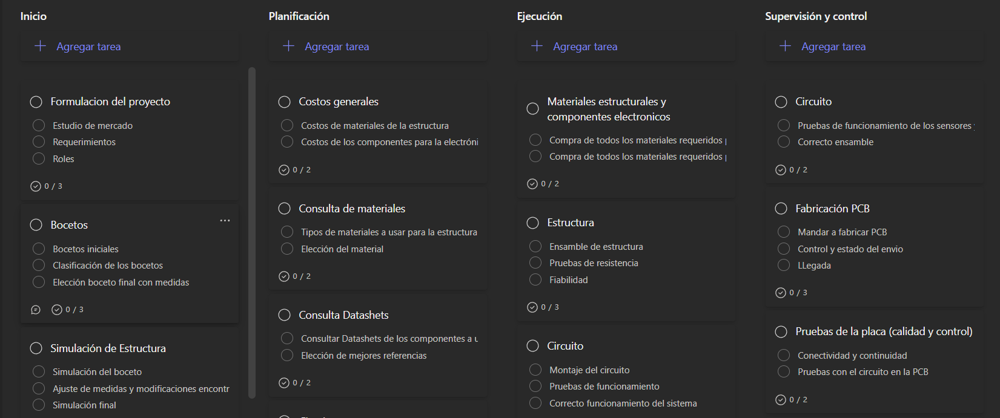 Inicio
Agregar tarea
Formulacion del proyecto
Estudio de mercado
Requerimientos
Roles
0 / 3
Bocetos
Bocetos iniciales
Clasificación de los bocetos
Elección boceto final con medidas
0 / 3
Simulación de Estructura
Simulación del boceto
Ajuste de medidas y modificaciones encontr
Simulación final
Planificación
Agregar tarea
Costos generales
Costos de materiales de la estructura
Costos de los componentes para la electróni
0 / 2
Consulta de materiales
Tipos de materiales a usar para la estructura
Elección del material
0 / 2
Consulta Datashets
Consultar Datashets de los componentes a u
Elección de mejores referencias
0 / 2
Ejecución
Agregar tarea
Materiales estructurales y
componentes electronicos
Compra de todos los materiales requeridos p
Compra de todos los materiales requeridos p
0 / 2
Estructura
Ensamble de estructura
Pruebas de resistencia
Fiabilidad
0 / 3
Circuito
Montaje del circuito
Pruebas de funcionamiento
Correcto funcionamiento del sistema
Supervisión y control
Agregar tarea
Circuito
Pruebas de funcionamiento de los sensores
Correcto ensamble
0 / 2
Fabricación PCB
Mandar a fabricar PCB
Control y estado del envio
LLegada
0 / 3
Pruebas de la placa (calidad y control)
Conectividad y continuidad
Pruebas con el circuito en la PCB
0 / 2